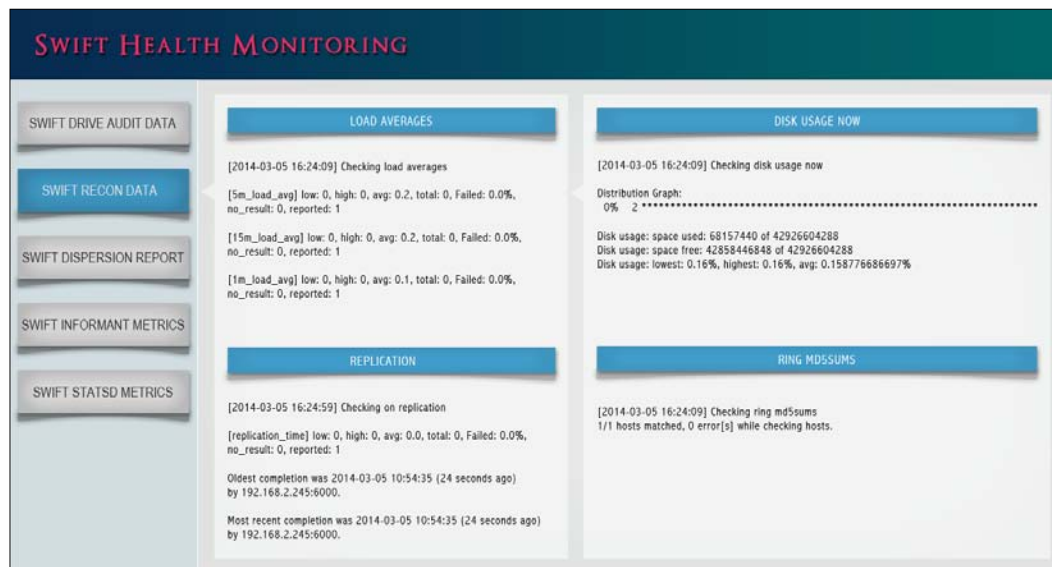 SWIFT HEALTH MONITORING
SWIFT DRIVE AUDIT DATA
SWIFT RECON DATA
SWIFT DISPERSION REPORT
SWIFT INFORMANT METRICS
SWIFT STATSD METRICS
LOAD AVERAGES
[2014-03-05 16:24:09] Checking load averages
[5m_load_avg] low: 0, high: 0, avg: 0.2, total: 0, Failed: 0.0%,
no_result: 0, reported: 1
[15m_load_avg] low: 0, high: 0, avg: 0.2, total: 0, Failed: 0.0%,
no_result: 0, reported: 1
[1m_load_avg] low: 0, high: 0, avg: 0.1, total: 0, Failed: 0.0%,
no_result: 0, reported: 1
DISK USAGE NOW
[2014-03-05 16:24:09] Checking disk usage now
Distribution Graph:
0% 2 *********************************************************************
Disk usage: space used: 68157440 of 42926604288
Disk usage: space free: 42858446848 of 42926604288
Disk usage: lowest: 0.16%, highest: 0.16%, avg: 0.158776686697%
REPLICATION
[2014-03-05 16:24:59] Checking on replication
[replication_time] low: 0, high: 0, avg: 0.0, total: 0, Failed: 0.0%,
no_result: 0, reported: 1
Oldest completion was 2014-03-05 10:54:35 (24 seconds ago)
by 192.168.2.245:6000.
Most recent completion was 2014-03-05 10:54:35 (24 seconds ago)
by 192.168.2.245:6000.
RING MD5SUMS
[2014-03-05 16:24:09] Checking ring md5sums
1/1 hosts matched, 0 error[s] while checking hosts.